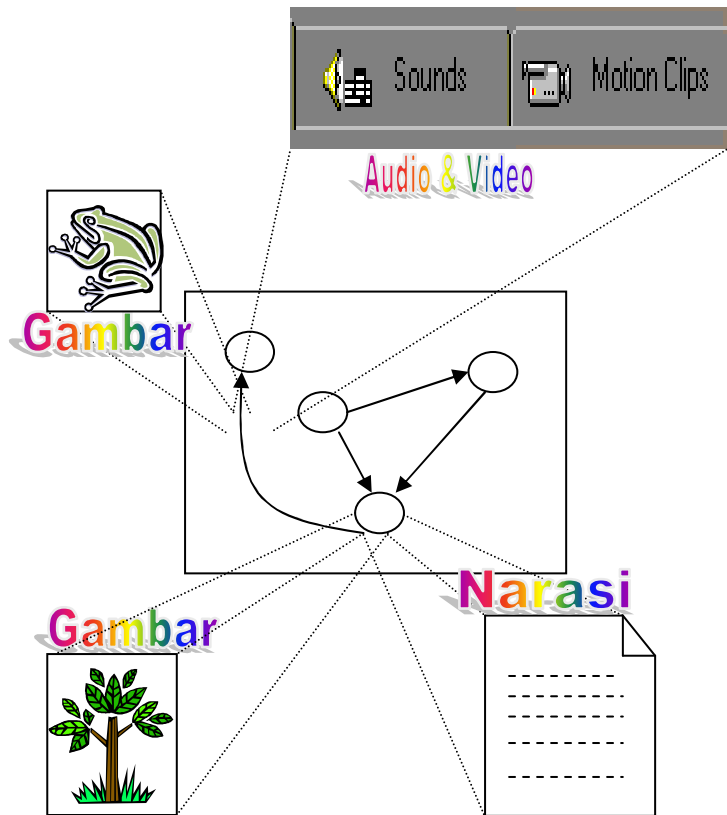 Sounds
Motion Clips
Audio & Video
Gambar
Narasi
Gambar